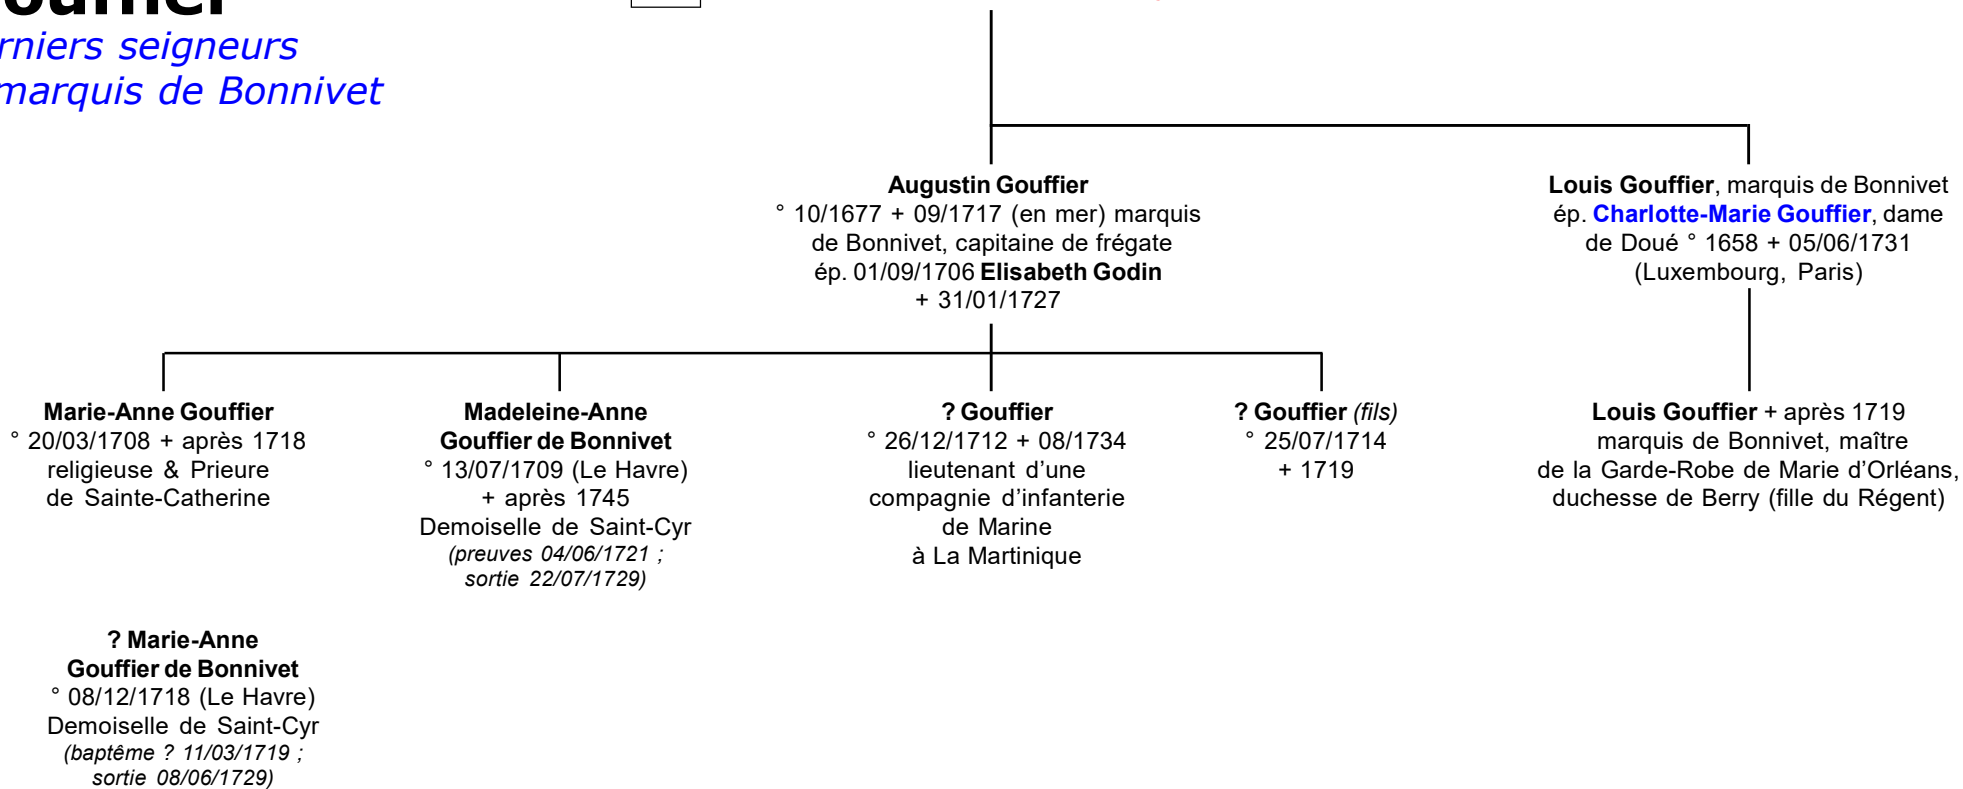 rniers seigneurs
marquis de Bonnivet
Augustin Gouffier
° 10/1677 + 09/1717 (en mer) marquis
de Bonnivet, capitaine de frégate
ép. 01/09/1706 Elisabeth Godin
+ 31/01/1727
Louis Gouffier, marquis de Bonnivet
ép. Charlotte-Marie Gouffier, dame
de Doué ° 1658 + 05/06/1731
(Luxembourg, Paris)
Marie-Anne Gouffier
° 20/03/1708 + après 1718
religieuse & Prieure
de Sainte-Catherine
Madeleine-Anne
Gouffier de Bonnivet
° 13/07/1709 (Le Havre)
+ après 1745
Demoiselle de Saint-Cyr
(preuves 04/06/1721 ;
sortie 22/07/1729)
? Gouffier
° 26/12/1712 + 08/1734
lieutenant d’une
compagnie d’infanterie
de Marine
à La Martinique
? Gouffier (fils)
° 25/07/1714
+ 1719
Louis Gouffier + après 1719
marquis de Bonnivet, maître
de la Garde-Robe de Marie d’Orléans,
duchesse de Berry (fille du Régent)
? Marie-Anne
Gouffier de Bonnivet
° 08/12/1718 (Le Havre)
Demoiselle de Saint-Cyr
(baptême ? 11/03/1719 ;
sortie 08/06/1729)